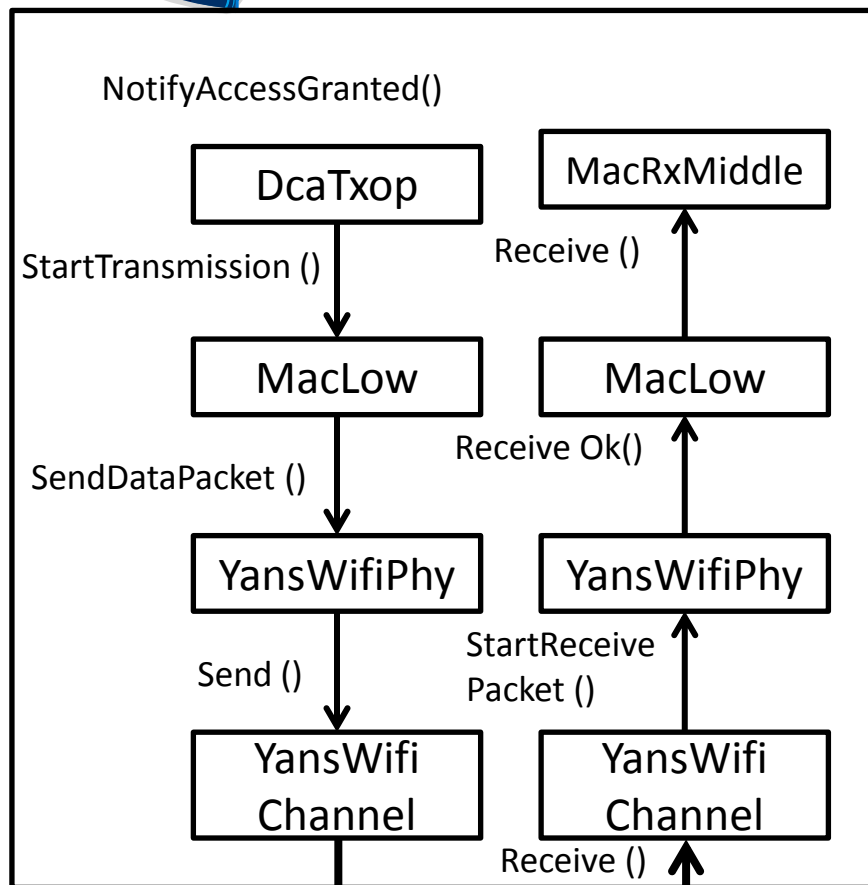 NotifyAccessGranted()
DcaTxop
StartTransmission ()
MacLow
SendDataPacket ()
YansWifiPhy
Send ()
YansWifi
Channel
MacRxMiddle
Receive ()
MacLow
Receive Ok()
YansWifiPhy
StartReceive
Packet ()
YansWifi
Channel
Receive ()